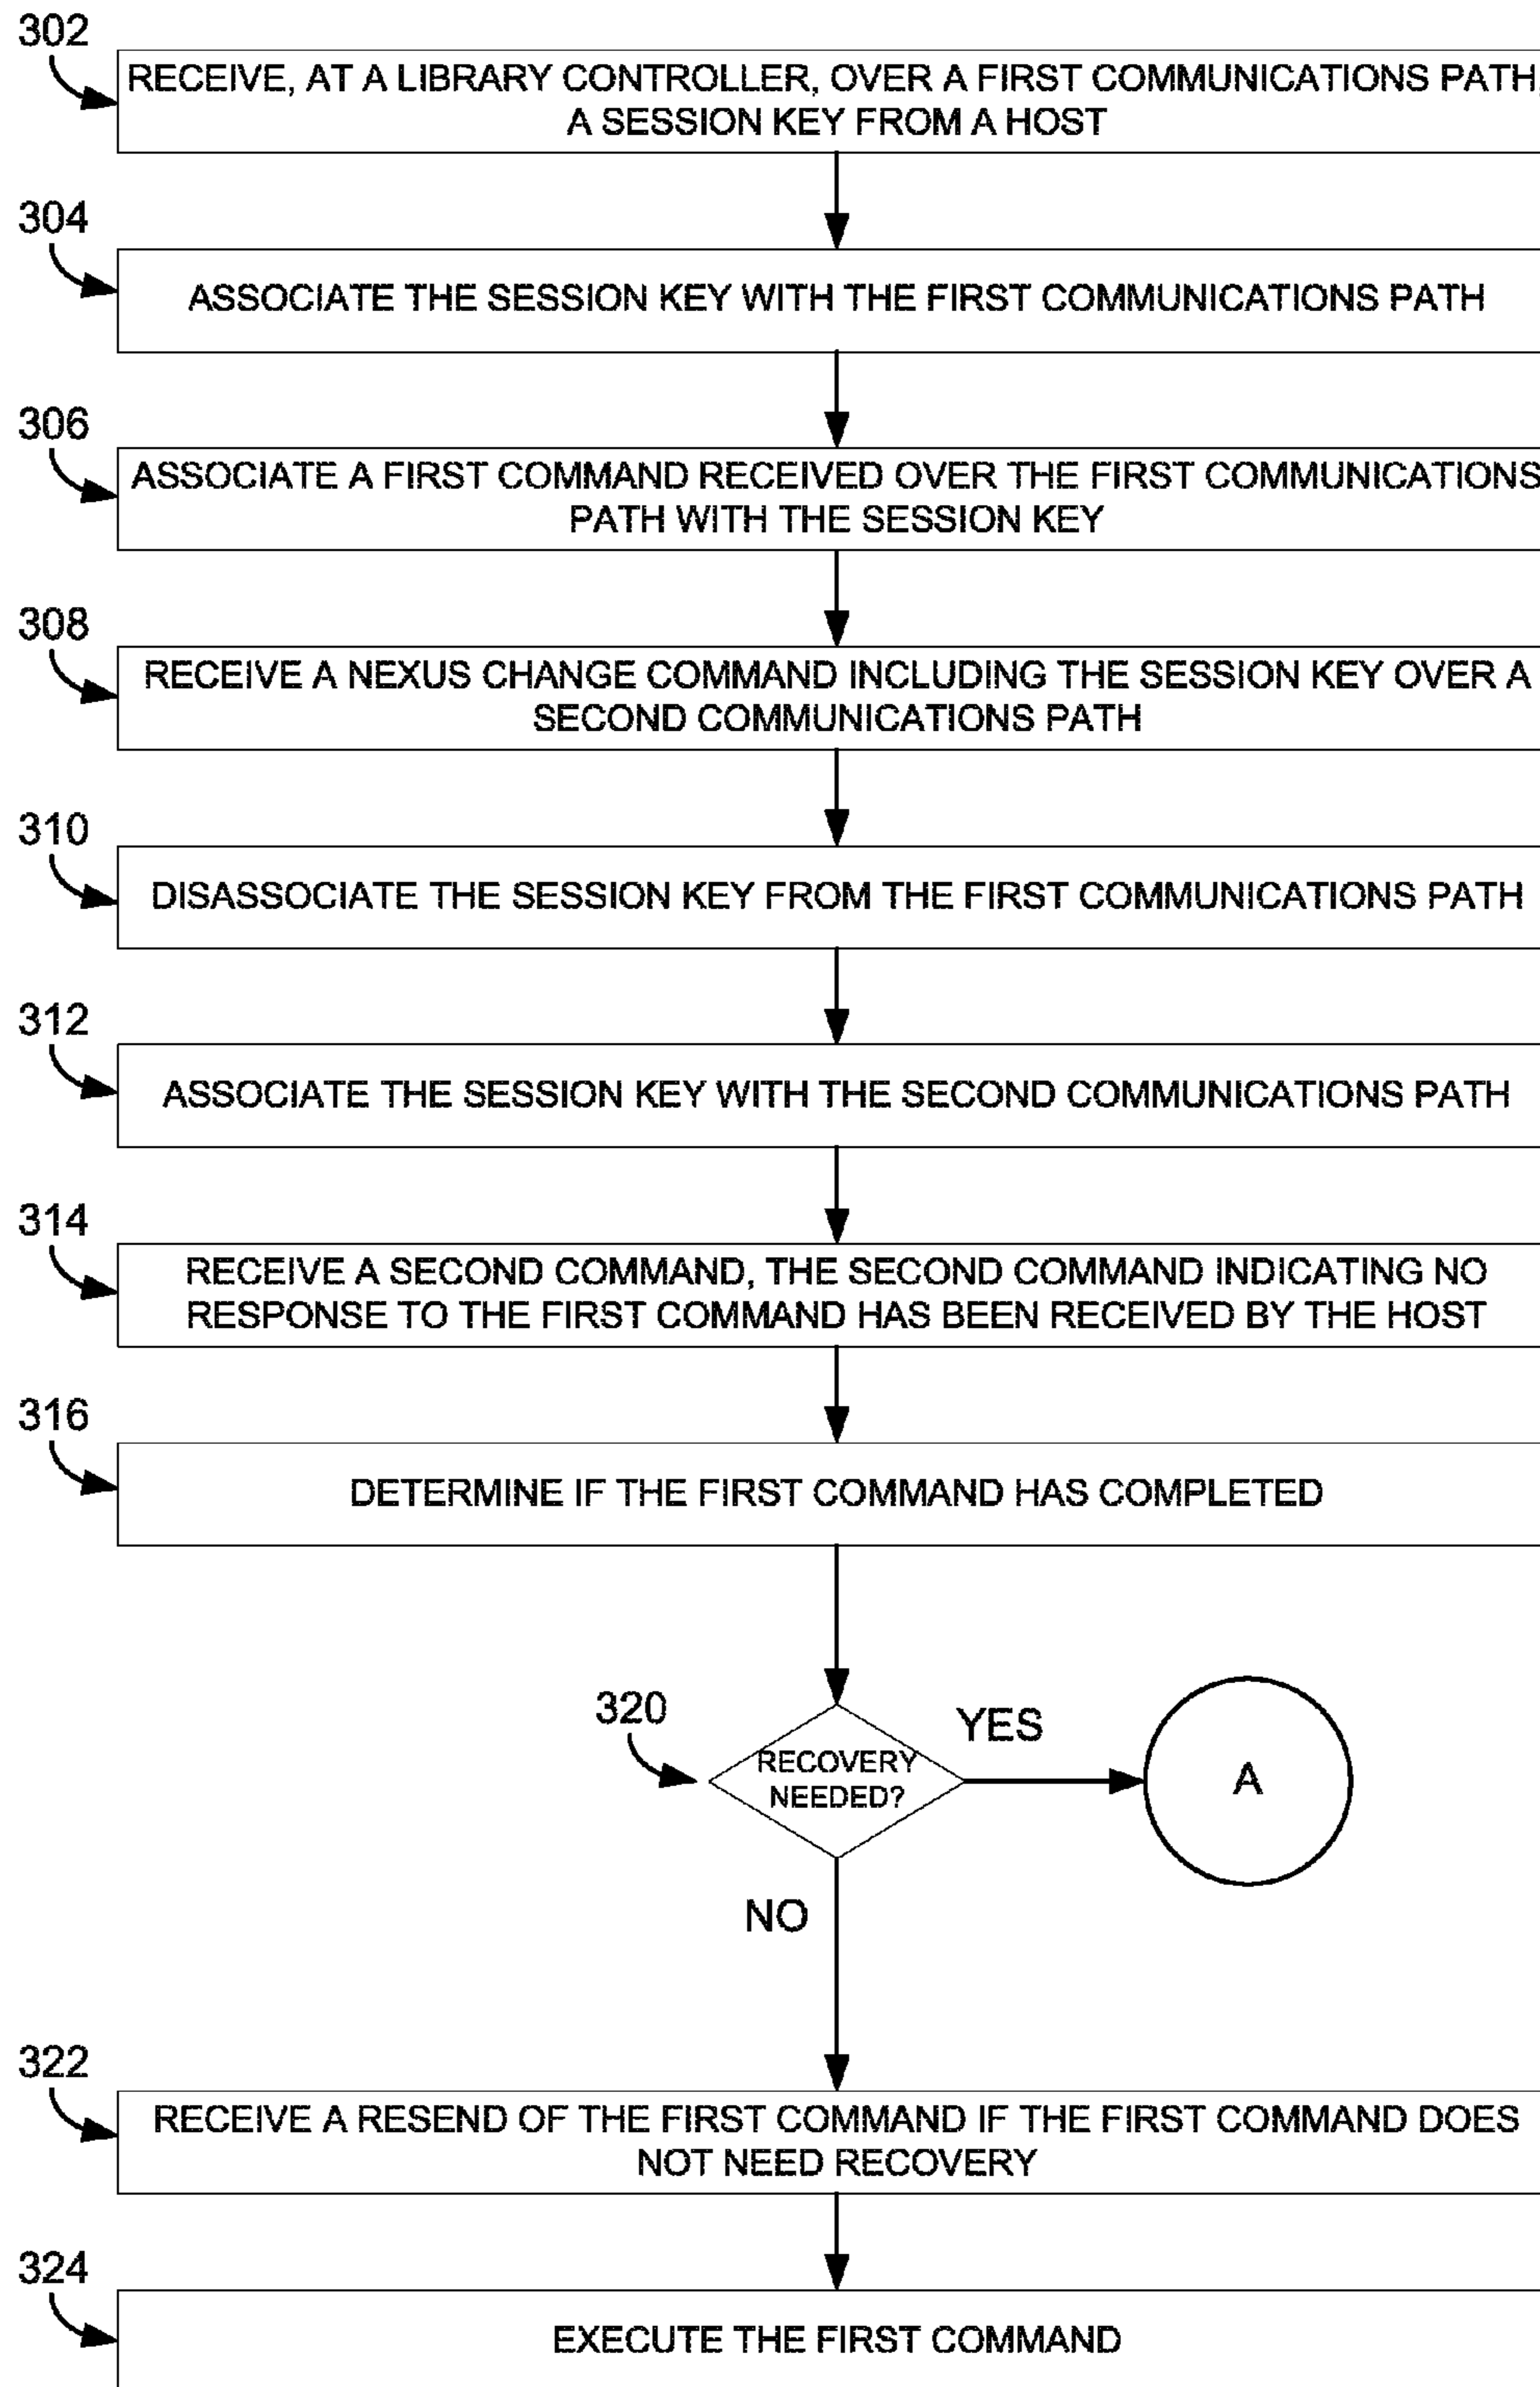 302
RECEIVE, AT A LIBRARY CONTROLLER, OVER A FIRST COMMUNICATIONS PATH,
A SESSION KEY FROM A HOST
304
ASSOCIATE THE SESSION KEY WITH THE FIRST COMMUNICATIONS PATH
306
ASSOCIATE A FIRST COMMAND RECEIVED OVER THE FIRST COMMUNICATIONS
PATH WITH THE SESSION KEY
308
RECEIVE A NEXUS CHANGE COMMAND INCLUDING THE SESSION KEY OVER A
SECOND COMMUNICATIONS PATH
310
DISASSOCIATE THE SESSION KEY FROM THE FIRST COMMUNICATIONS PATH
312
ASSOCIATE THE SESSION KEY WITH THE SECOND COMMUNICATIONS PATH
314
RECEIVE A SECOND COMMAND, THE SECOND COMMAND INDICATING NO
RESPONSE TO THE FIRST COMMAND HAS BEEN RECEIVED BY THE HOST
316
DETERMINE IF THE FIRST COMMAND HAS COMPLETED
320
RECOVERY
NEEDED?
YES
A
NO
322
RECEIVE A RESEND OF THE FIRST COMMAND IF THE FIRST COMMAND DOES
NOT NEED RECOVERY
324
EXECUTE THE FIRST COMMAND